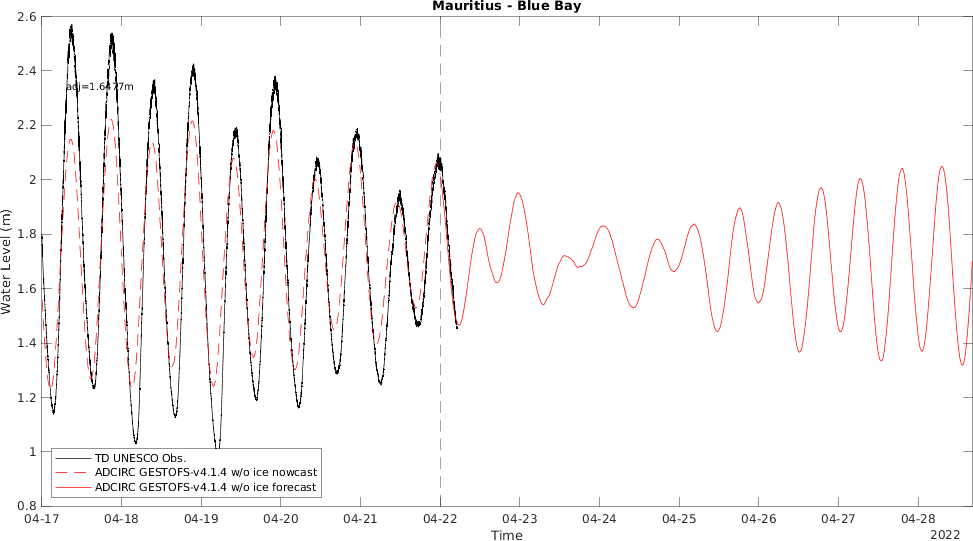 Mauritius - Blue Bay
2.6
2.4
2.2
2
1.8
1.6
1.4
1.2
1
0.8
Water Level (m)
adj=1.6477m
TD UNESCO Obs.
ADCIRC GESTOFS-v4.1.4 w/o ice nowcast
ADCIRC GESTOFS-v4.1.4 w/o ice forecast
04-17 04-18 04-19 04-20 04-21 04-22 04-23 04-24 04-25 04-26 04-27 04-28
Time
2022